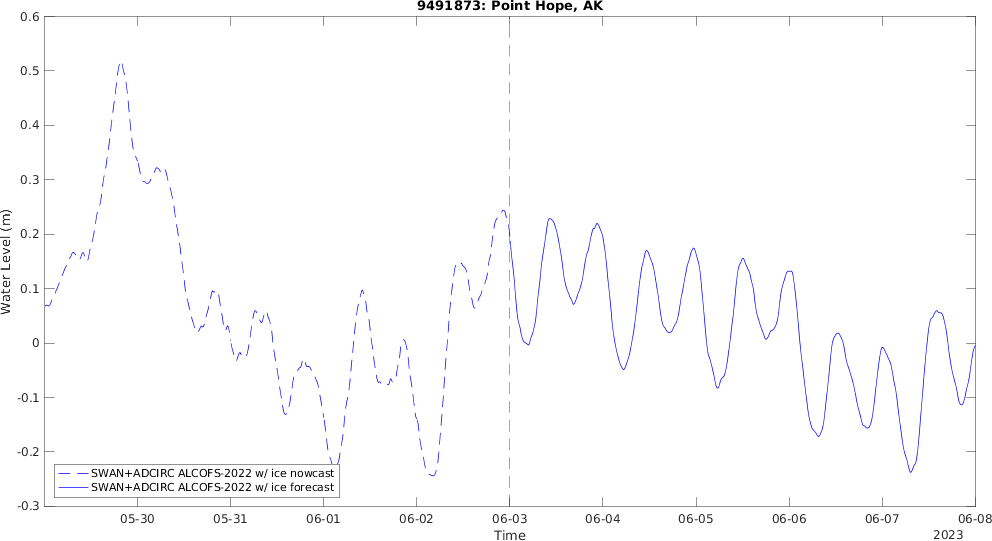 9491873: Point Hope, AK
0.6
0.5
0.4
0.3
0.2
0.1
0
-0.1
-0.2
-0.3
Water Level (m)
SWAN+ADCIRC ALCOFS-2022 w/ ice nowcast
SWAN+ADCIRC ALCOFS-2022 w/ ice forecast
05-30 05-31 06-01 06-02 06-03 06-04 06-05 06-06 06-07 06-08
Time
2023